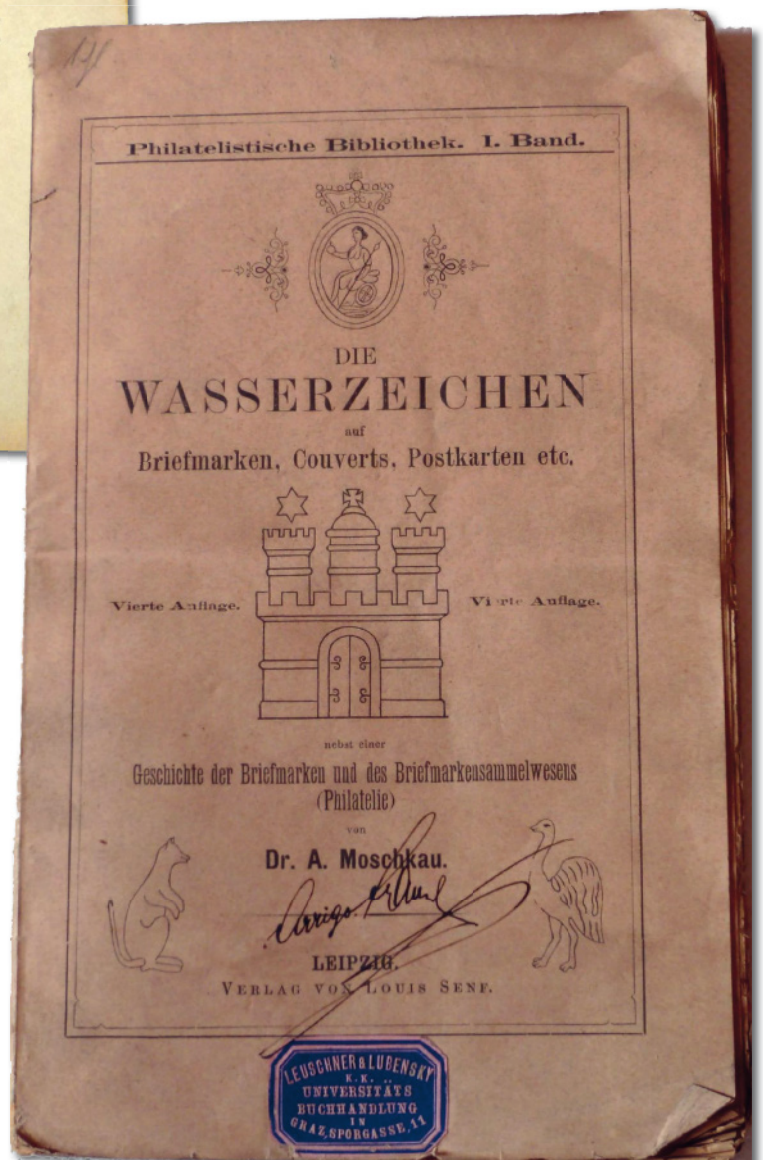 Philatelistische Bibliothek. I. Band.
DIE
WASSERZEICHEN
auf
Briefmarken, Couverts, Postkarten etc.
Vierte Auflage. Vierte Auflage.
nebst einer
Geschichte der Briefmarken und des Briefmarkensammelwesens
(Philatelie)
von
Dr. A. Moschkau.
Arrigo
LEIPZIG.
VERLAG VON LOUIS SENF.
LEUSCHNER & LUBENSKY
K. K.
UNIVERSITÄTS
BUCHHANDLUNG
IN
GRAZ, SPORGASSE, 11